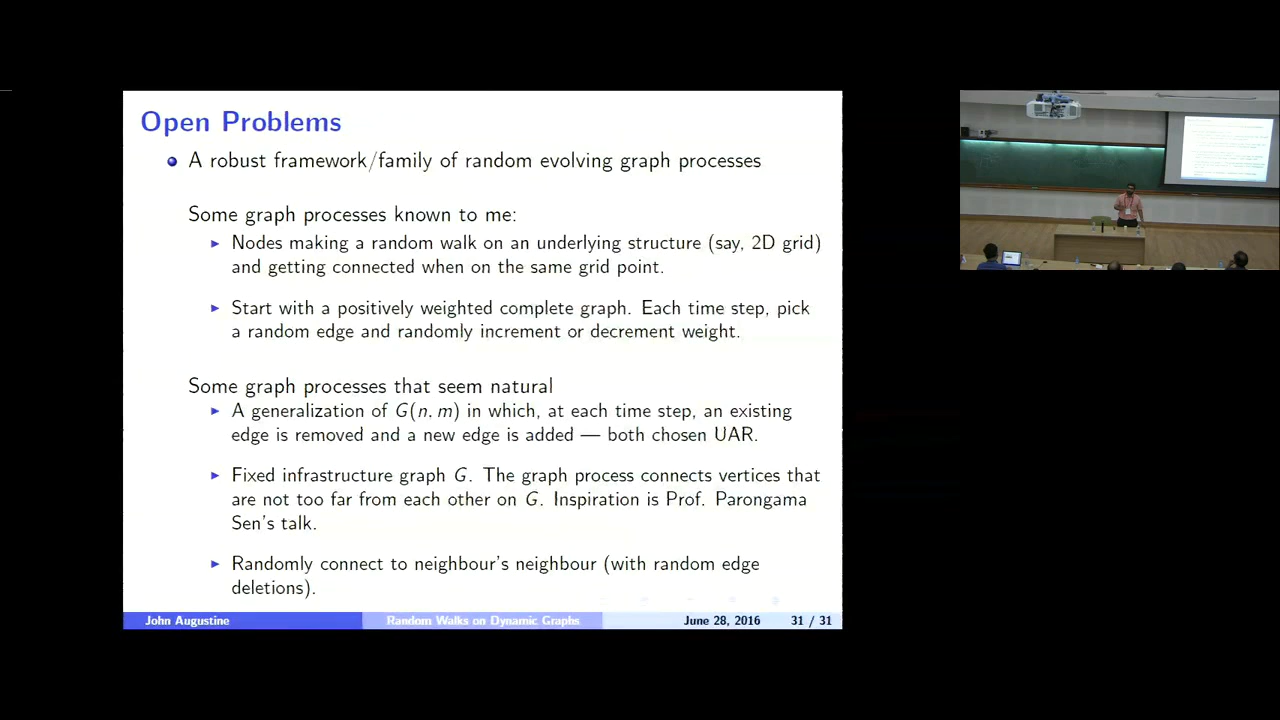 Open Problems
A robust framework/family of random evolving graph processes
Some graph processes known to me:
Nodes making a random walk on an underlying structure (say, 2D grid)
and getting connected when on the same grid point.
Start with a positively weighted complete graph. Each time step, pick
a random edge and randomly increment or decrement weight.
Some graph processes that seem natural
A generalization of G(n, m) in which, at each time step, an existing
edge is removed and a new edge is added — both chosen UAR.
Fixed infrastructure graph G. The graph process connects vertices that
are not too far from each other on G. Inspiration is Prof. Parongama
Sen's talk.
Randomly connect to neighbour's neighbour (with random edge
deletions).
John Augustine Random Walks on Dynamic Graphs June 28, 2016 31 / 31